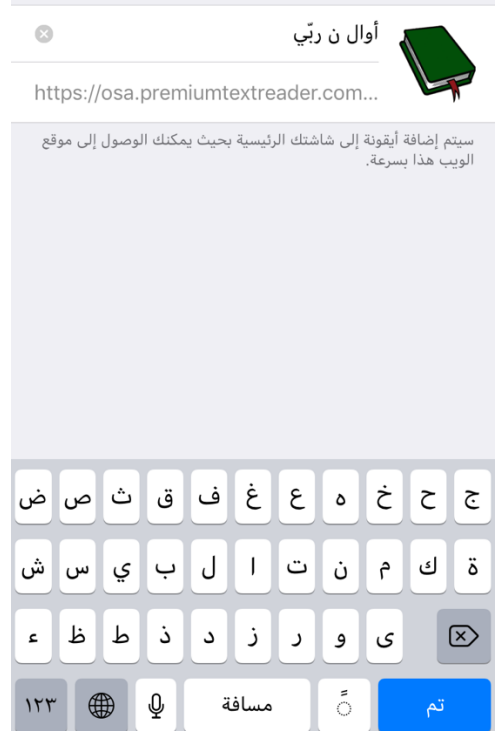 أوال ن ربّي
https://osa.premiumtextreader.com...
سيتم إضافة أيقونة إلى شاشتك الرئيسية بحيث يمكنك الوصول إلى موقع
الويب هذا بسرعة.
ض ص ث ق ف غ ع ه خ ح ج
ش س ي ب ل ا ت ن م ك ة
ء ظ ط ذ د ز ر و ى
١٢٣ مسافة تم